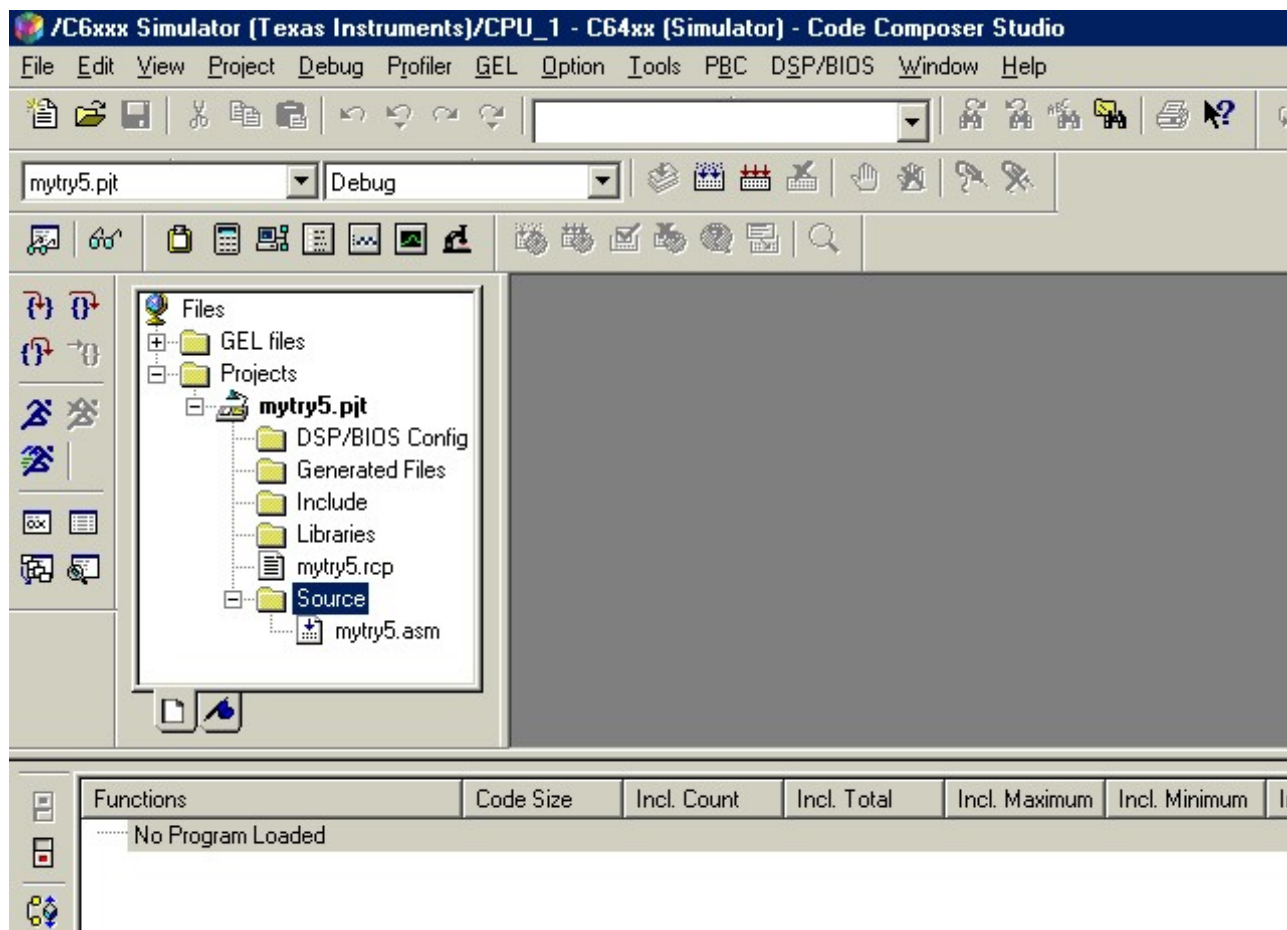 /C6xxx Simulator (Texas Instruments)/CPU_1 - C64xx (Simulator) - Code Composer Studio
File Edit View Project Debug Profiler GEL Option Tools PBC DSP/BIOS Window Help
mytry5.pjt Debug
Files
GEL files
Projects
mytry5.pjt
DSP/BIOS Config
Generated Files
Include
Libraries
mytry5.rcp
Source
mytry5.asm
Functions Code Size Incl. Count Incl. Total Incl. Maximum Incl. Minimum
No Program Loaded